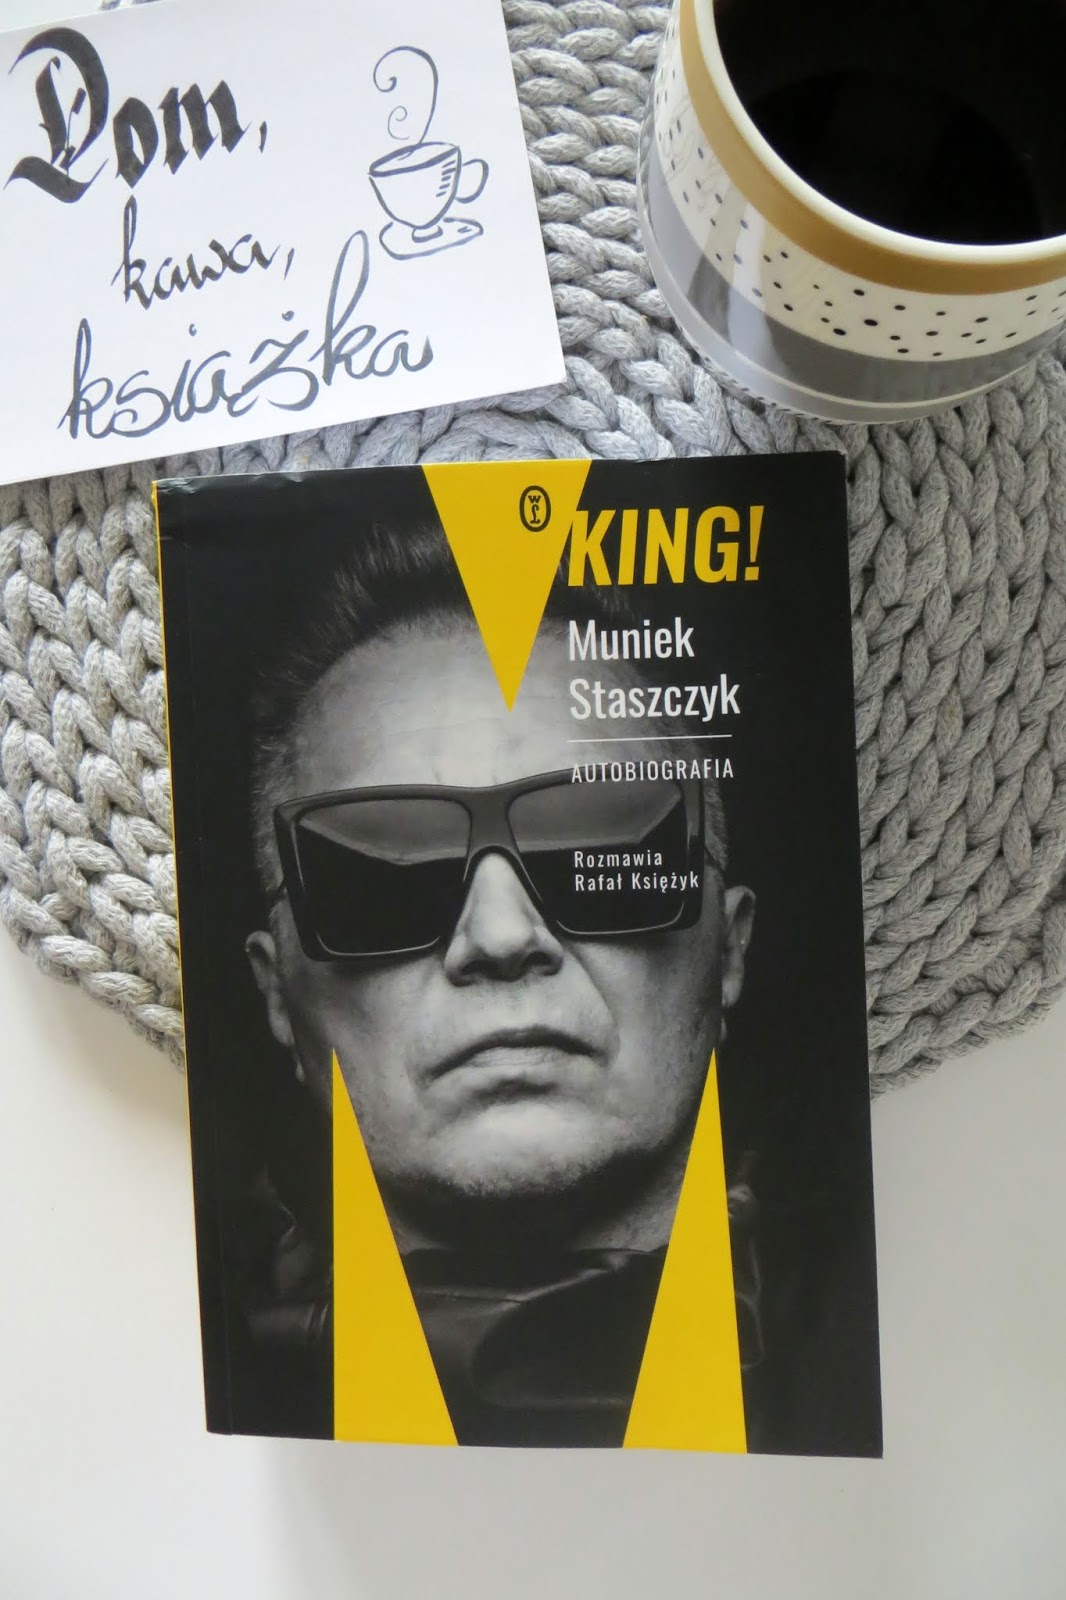 Dom,
kawa,
książka
W
L
KING!
Muniek
Staszczyk
AUTOBIOGRAFIA
Rozmawia
Rafał Księżyk